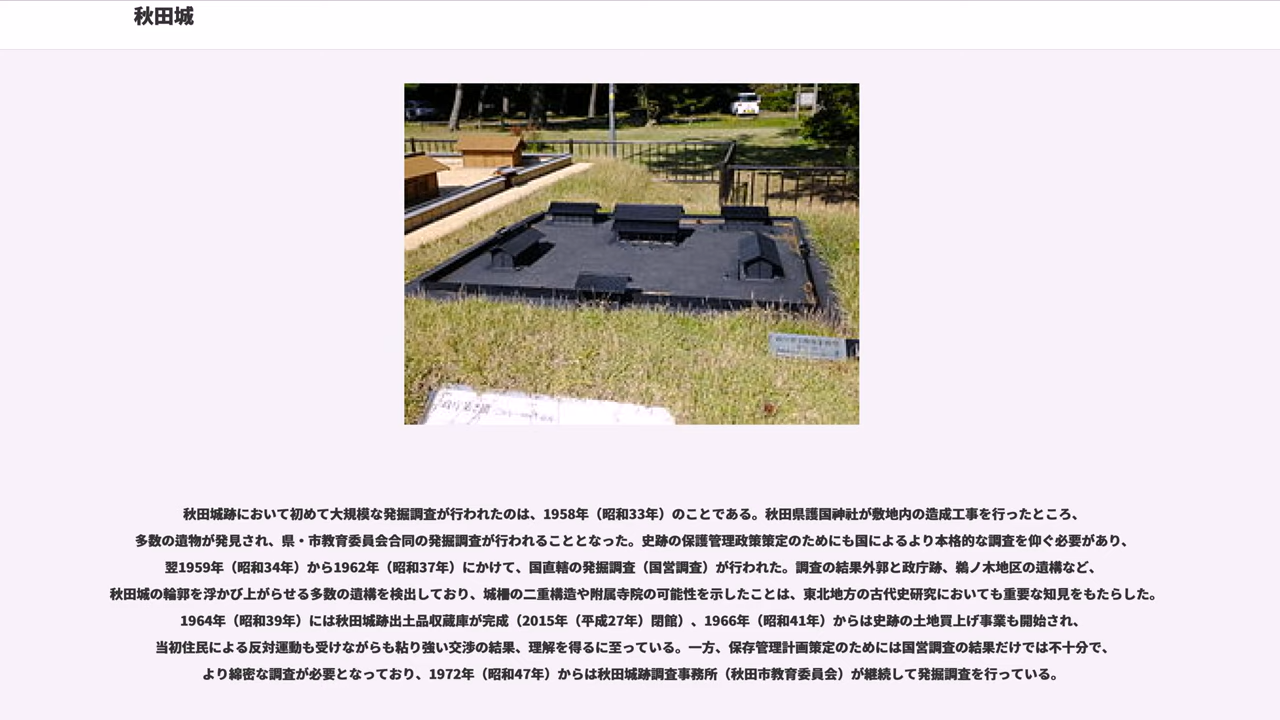 秋田城
政庁第2期
秋田城跡において初めて大規模な発掘調査が行われたのは、1958年（昭和33年）のことである。秋田県護国神社が敷地内の造成工事を行ったところ、
多数の遺物が発見され、県・市教育委員会合同の発掘調査が行われることとなった。史跡の保護管理政策策定のためにも国によるより本格的な調査を仰ぐ必要があり、
翌1959年（昭和34年）から1962年（昭和37年）にかけて、国直轄の発掘調査（国営調査）が行われた。調査の結果外郭と政庁跡、鵜ノ木地区の遺構など、
秋田城の輪郭を浮かび上がらせる多数の遺構を検出しており、城柵の二重構造や附属寺院の可能性を示したことは、東北地方の古代史研究においても重要な知見をもたらした。
1964年（昭和39年）には秋田城跡出土品収蔵庫が完成（2015年（平成27年）閉館）、1966年（昭和41年）からは史跡の土地買上げ事業も開始され、
当初住民による反対運動も受けながらも粘り強い交渉の結果、理解を得るに至っている。一方、保存管理計画策定のためには国営調査の結果だけでは不十分で、
より綿密な調査が必要となっており、1972年（昭和47年）からは秋田城跡調査事務所（秋田市教育委員会）が継続して発掘調査を行っている。